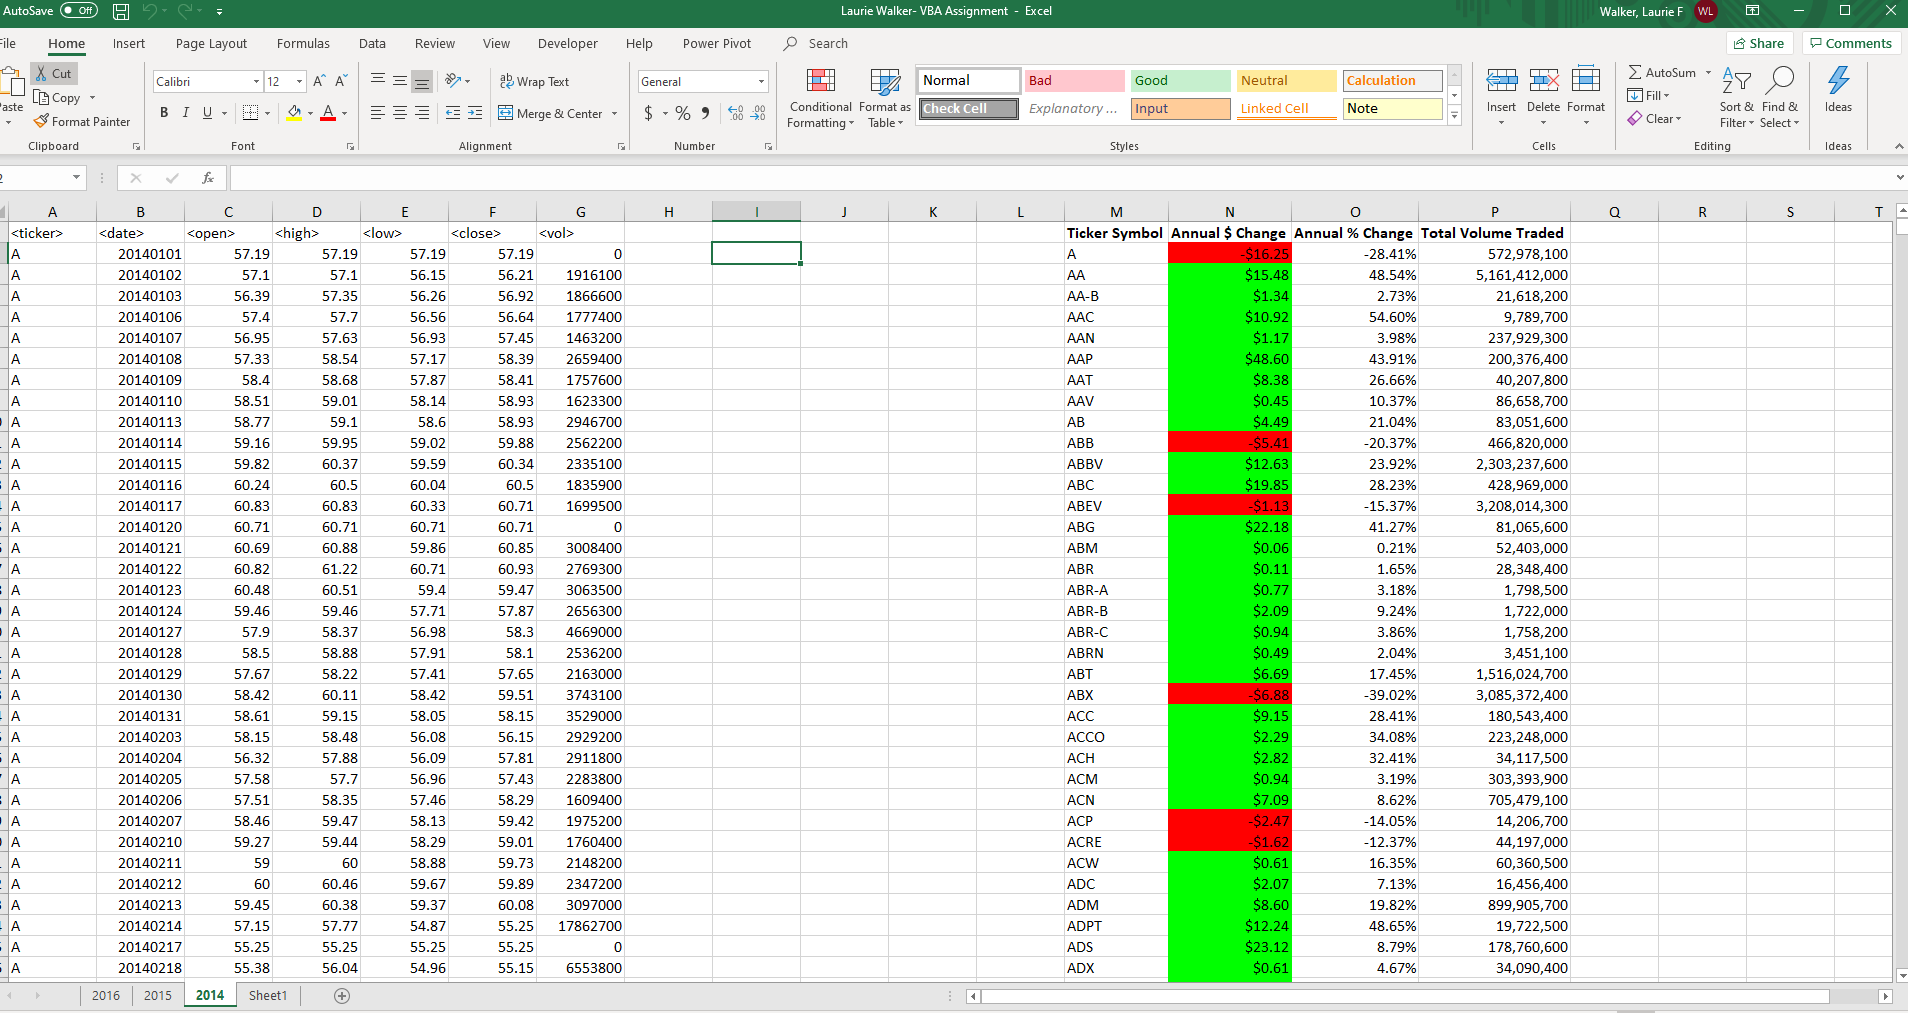 AutoSave Off Laurie Walker- VBA Assignment - Excel Walker, Laurie F WL
File Home Insert Page Layout Formulas Data Review View Developer Help Power Pivot Search Share Comments
Cut
Copy
Paste
Format Painter
Clipboard
Calibri 12
B I U
Font
Wrap Text
Merge & Center
Alignment
General
$ % 9
Number
Conditional Formatting
Format as Table
Normal Bad Good Neutral Calculation
Check Cell Explanatory ... Input Linked Cell Note
Styles
Insert Delete Format
Cells
AutoSum
Fill
Clear
Sort & Filter
Find & Select
Editing
Ideas
Ideas
2 fx
A B C D E F G H I J K L M N O P Q R S T
<ticker> <date> <open> <high> <low> <close> <vol> Ticker Symbol Annual $ Change Annual % Change Total Volume Traded
A 20140101 57.19 57.19 57.19 57.19 0 A -$16.25 -28.41% 572,978,100
A 20140102 57.1 57.1 56.15 56.21 1916100 AA $15.48 48.54% 5,161,412,000
A 20140103 56.39 57.35 56.26 56.92 1866600 AA-B $1.34 2.73% 21,618,200
A 20140106 57.4 57.7 56.56 56.64 1777400 AAC $10.92 54.60% 9,789,700
A 20140107 56.95 57.63 56.93 57.45 1463200 AAN $1.17 3.98% 237,929,300
A 20140108 57.33 58.54 57.17 58.39 2659400 AAP $48.60 43.91% 200,376,400
A 20140109 58.4 58.68 57.87 58.41 1757600 AAT $8.38 26.66% 40,207,800
A 20140110 58.51 59.01 58.14 58.93 1623300 AAV $0.45 10.37% 86,658,700
A 20140113 58.77 59.1 58.6 58.93 2946700 AB $4.49 21.04% 83,051,600
A 20140114 59.16 59.95 59.02 59.88 2562200 ABB -$5.41 -20.37% 466,820,000
A 20140115 59.82 60.37 59.59 60.34 2335100 ABBV $12.63 23.92% 2,303,237,600
A 20140116 60.24 60.5 60.04 60.5 1835900 ABC $19.85 28.23% 428,969,000
A 20140117 60.83 60.83 60.33 60.71 1699500 ABEV -$1.13 -15.37% 3,208,014,300
A 20140120 60.71 60.71 60.71 60.71 0 ABG $22.18 41.27% 81,065,600
A 20140121 60.69 60.88 59.86 60.85 3008400 ABM $0.06 0.21% 52,403,000
A 20140122 60.82 61.22 60.71 60.93 2769300 ABR $0.11 1.65% 28,348,400
A 20140123 60.48 60.51 59.4 59.47 3063500 ABR-A $0.77 3.18% 1,798,500
A 20140124 59.46 59.46 57.71 57.87 2656300 ABR-B $2.09 9.24% 1,722,000
A 20140127 57.9 58.37 56.98 58.3 4669000 ABR-C $0.94 3.86% 1,758,200
A 20140128 58.5 58.88 57.91 58.1 2536200 ABRN $0.49 2.04% 3,451,100
A 20140129 57.67 58.22 57.41 57.65 2163000 ABT $6.69 17.45% 1,516,024,700
A 20140130 58.42 60.11 58.42 59.51 3743100 ABX -$6.88 -39.02% 3,085,372,400
A 20140131 58.61 59.15 58.05 58.15 3529000 ACC $9.15 28.41% 180,543,400
A 20140203 58.15 58.48 56.08 56.15 2929200 ACCO $2.29 34.08% 223,248,000
A 20140204 56.32 57.88 56.09 57.81 2911800 ACH $2.82 32.41% 34,117,500
A 20140205 57.58 57.7 56.96 57.43 2283800 ACM $0.94 3.19% 303,393,900
A 20140206 57.51 58.35 57.46 58.29 1609400 ACN $7.09 8.62% 705,479,100
A 20140207 58.46 59.47 58.13 59.42 1975200 ACP -$2.47 -14.05% 14,206,700
A 20140210 59.27 59.44 58.29 59.01 1760400 ACRE -$1.62 -12.37% 44,197,000
A 20140211 59 60 58.88 59.73 2148200 ACW $0.61 16.35% 60,360,500
A 20140212 60 60.46 59.67 59.89 2347200 ADC $2.07 7.13% 16,456,400
A 20140213 59.45 60.38 59.37 60.08 3097000 ADM $8.60 19.82% 899,905,700
A 20140214 57.15 57.77 54.87 55.25 17862700 ADPT $12.24 48.65% 19,722,500
A 20140217 55.25 55.25 55.25 55.25 0 ADS $23.12 8.79% 178,760,600
A 20140218 55.38 56.04 54.96 55.15 6553800 ADX $0.61 4.67% 34,090,400
2016 2015 2014 Sheet1